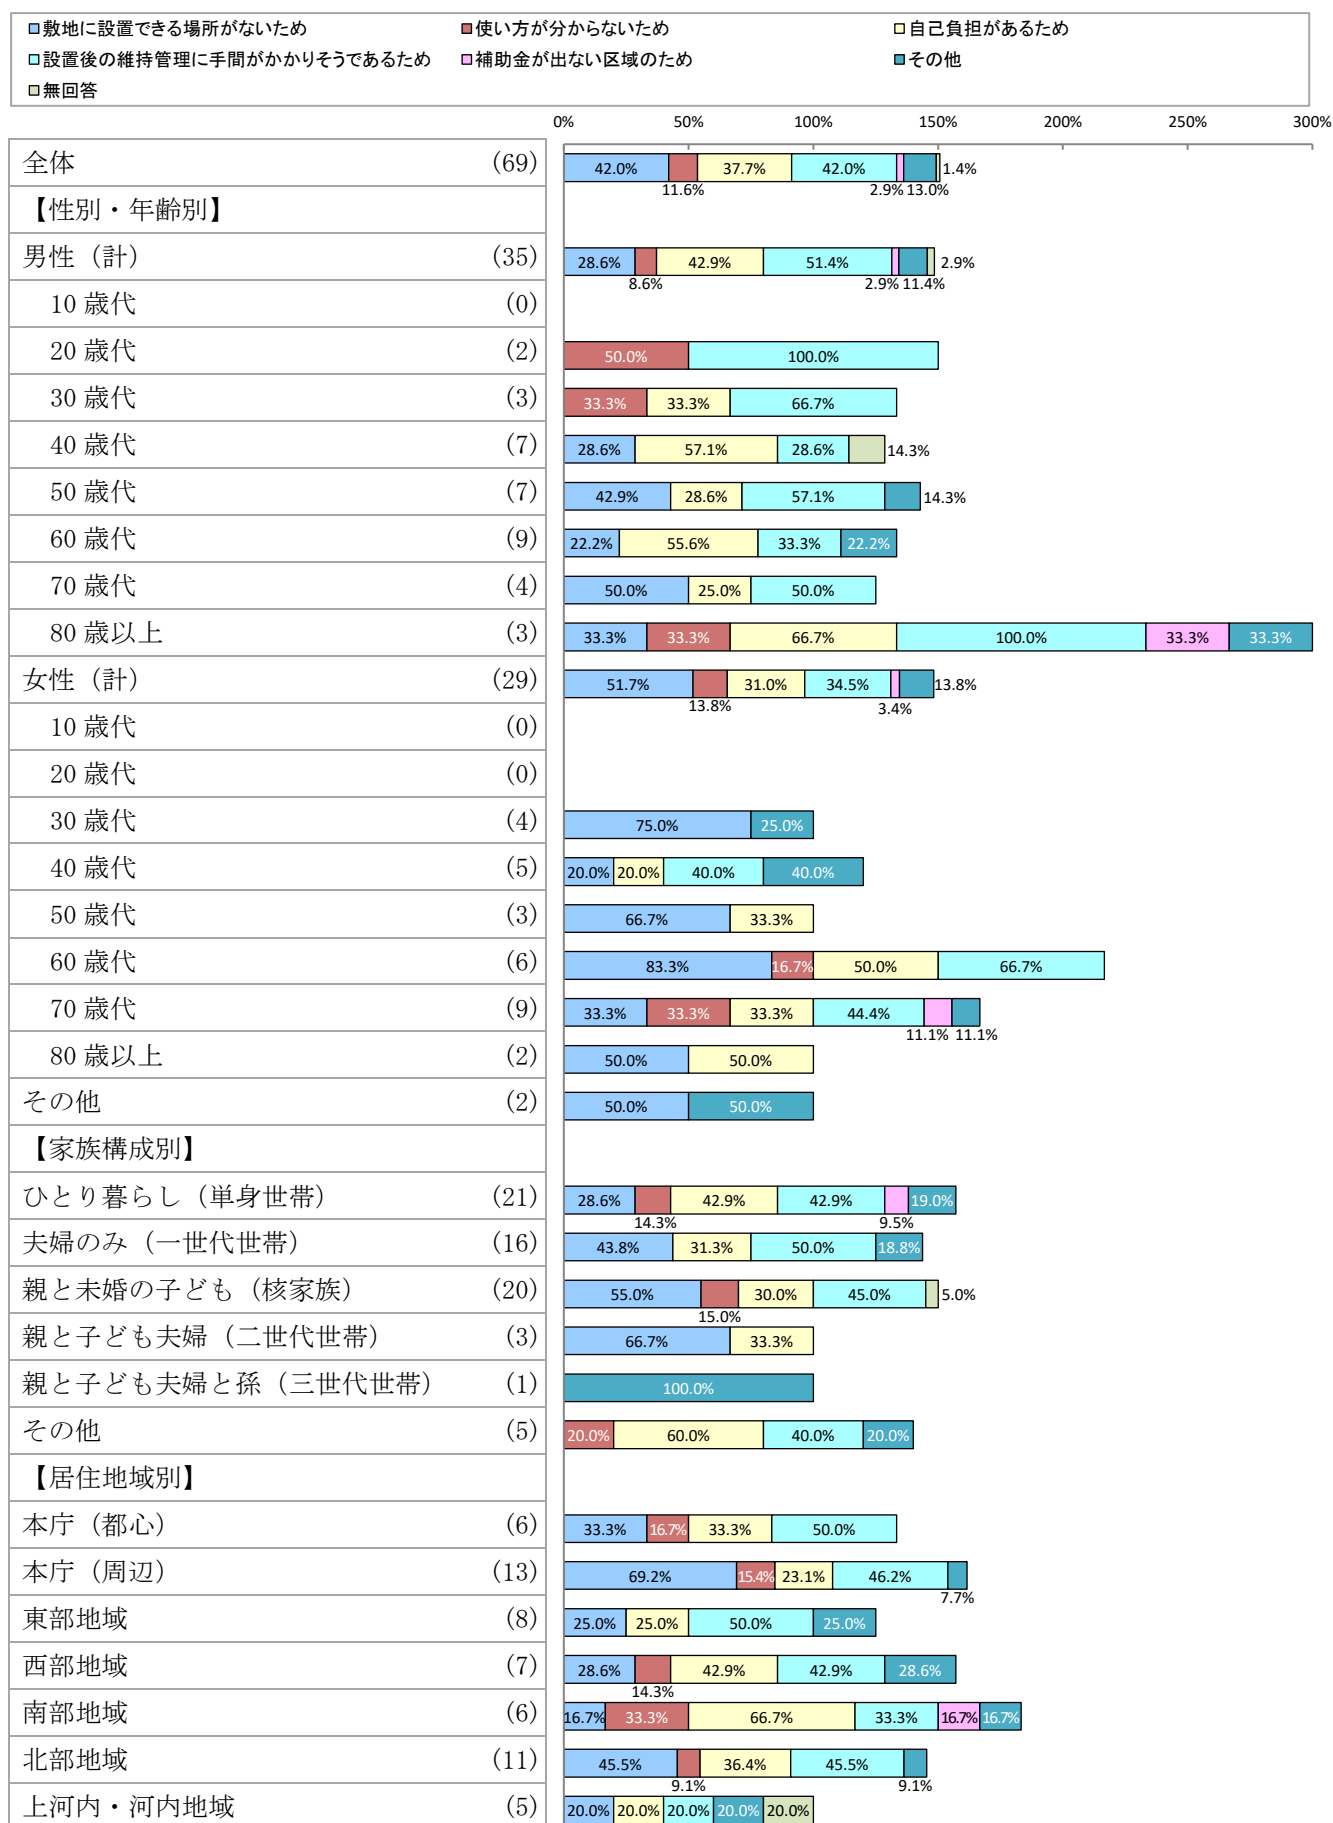 敷地に設置できる場所がないため 使い方が分からないため 自己負担があるため
設置後の維持管理に手間がかかりそうであるため 補助金が出ない区域のため その他
無回答
0% 50% 100% 150% 200% 250% 300%
全体 (69) 42.0% 37.7% 42.0% 1.4%
11.6% 2.9% 13.0%
【性別・年齢別】
男性（計） (35) 28.6% 42.9% 51.4% 2.9%
8.6% 2.9% 11.4%
10 歳代 (0)
20 歳代 (2) 50.0% 100.0%
30 歳代 (3) 33.3% 33.3% 66.7%
40 歳代 (7) 28.6% 57.1% 28.6% 14.3%
50 歳代 (7) 42.9% 28.6% 57.1% 14.3%
60 歳代 (9) 22.2% 55.6% 33.3% 22.2%
70 歳代 (4) 50.0% 25.0% 50.0%
80 歳以上 (3) 33.3% 33.3% 66.7% 100.0% 33.3% 33.3%
女性（計） (29) 51.7% 31.0% 34.5% 13.8%
13.8% 3.4%
10 歳代 (0)
20 歳代 (0)
30 歳代 (4) 75.0% 25.0%
40 歳代 (5) 20.0% 20.0% 40.0% 40.0%
50 歳代 (3) 66.7% 33.3%
60 歳代 (6) 83.3% 16.7% 50.0% 66.7%
70 歳代 (9) 33.3% 33.3% 33.3% 44.4%
11.1% 11.1%
80 歳以上 (2) 50.0% 50.0%
その他 (2) 50.0% 50.0%
【家族構成別】
ひとり暮らし（単身世帯） (21) 28.6% 42.9% 42.9% 19.0%
14.3% 9.5%
夫婦のみ（一世代世帯） (16) 43.8% 31.3% 50.0% 18.8%
親と未婚の子ども（核家族） (20) 55.0% 30.0% 45.0% 5.0%
15.0%
親と子ども夫婦（二世代世帯） (3) 66.7% 33.3%
親と子ども夫婦と孫（三世代世帯） (1) 100.0%
その他 (5) 20.0% 60.0% 40.0% 20.0%
【居住地域別】
本庁（都心） (6) 33.3% 16.7% 33.3% 50.0%
本庁（周辺） (13) 69.2% 15.4% 23.1% 46.2%
7.7%
東部地域 (8) 25.0% 25.0% 50.0% 25.0%
西部地域 (7) 28.6% 42.9% 42.9% 28.6%
14.3%
南部地域 (6) 16.7% 33.3% 66.7% 33.3% 16.7% 16.7%
北部地域 (11) 45.5% 36.4% 45.5%
9.1% 9.1%
上河内・河内地域 (5) 20.0% 20.0% 20.0% 20.0% 20.0%